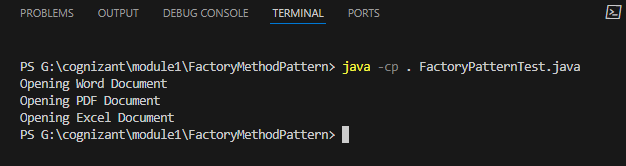 PROBLEMS OUTPUT DEBUG CONSOLE TERMINAL PORTS
PS G:\cognizant\module1\FactoryMethodPattern> java -cp . FactoryPatternTest.java
Opening Word Document
Opening PDF Document
Opening Excel Document
PS G:\cognizant\module1\FactoryMethodPattern>